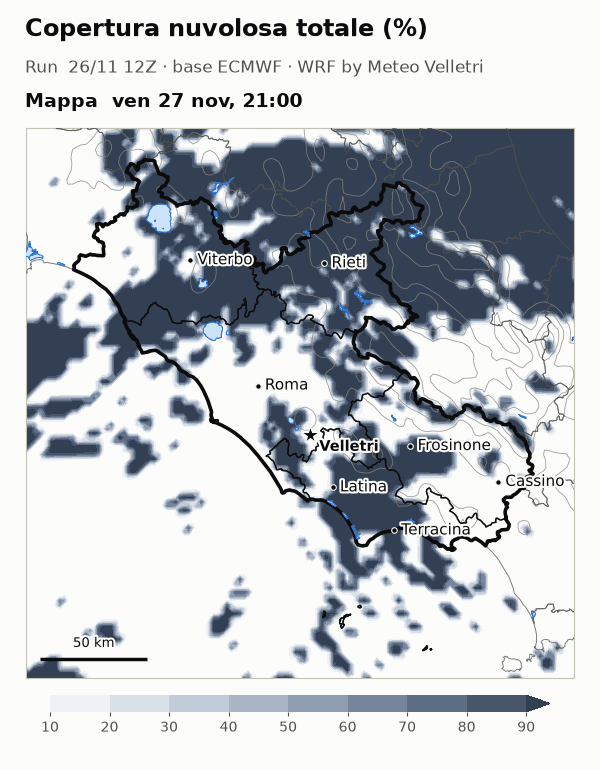 Copertura nuvolosa totale (%)
Run  26/11 12Z · base ECMWF · WRF by Meteo Velletri
Mappa  ven 27 nov, 21:00
Viterbo
Rieti
Roma
Velletri
Frosinone
Cassino
Latina
Terracina
50 km
10 20 30 40 50 60 70 80 90